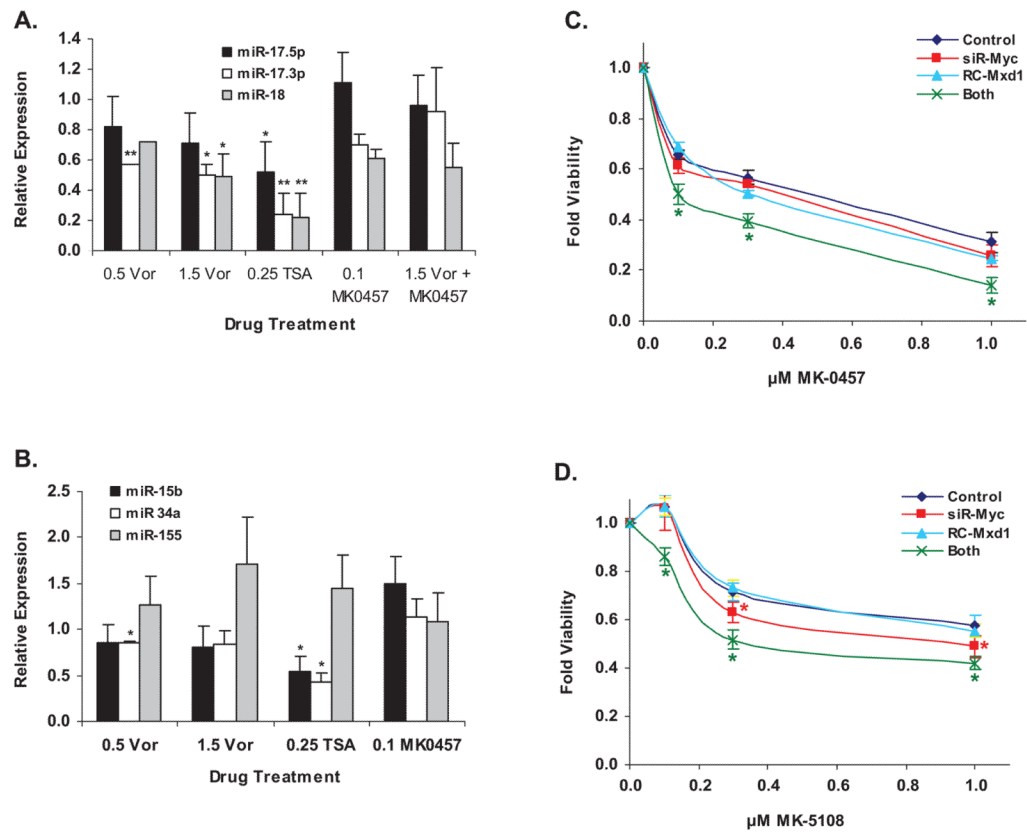 A.
Relative Expression
1.4
1.2
1.0
0.8
0.6
0.4
0.2
0.0
miR-17.5p
miR-17.3p
miR-18
** * * * ** **
0.5 Vor 1.5 Vor 0.25 TSA 0.1 MK0457 1.5 Vor + MK0457
Drug Treatment
B.
Relative Expression
2.5
2.0
1.5
1.0
0.5
0.0
miR-15b
miR 34a
miR-155
* * *
0.5 Vor 1.5 Vor 0.25 TSA 0.1 MK0457
Drug Treatment
C.
Fold Viability
1.0
0.8
0.6
0.4
0.2
0.0
Control
siR-Myc
RC-Mxd1
Both
* * *
0.0 0.2 0.4 0.6 0.8 1.0
µM MK-0457
D.
Fold Viability
1.0
0.8
0.6
0.4
0.2
0.0
Control
siR-Myc
RC-Mxd1
Both
* * * * *
0.0 0.2 0.4 0.6 0.8 1.0
µM MK-5108